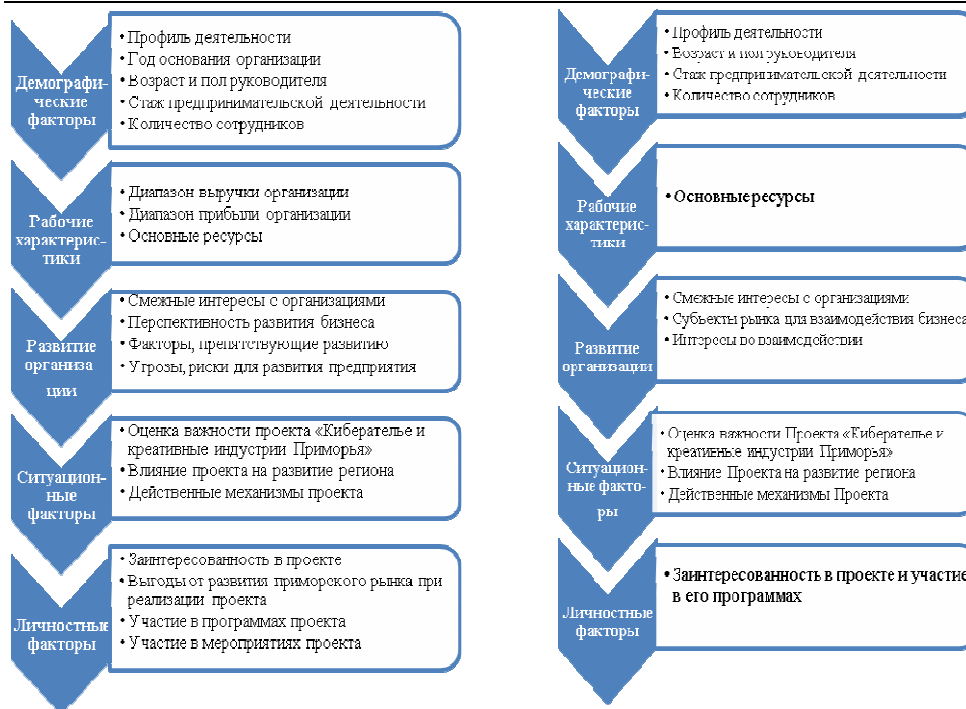 Демографи-
ческие
факторы
• Профиль деятельности
• Год основания организации
• Возраст и пол руководителя
• Стаж предпринимательской деятельности
• Количество сотрудников
Рабочие
характерис-
тики
• Диапазон выручки организации
• Диапазон прибыли организации
• Основные ресурсы
Развитие
организа
ции
• Смежные интересы с организациями
• Перспективность развития бизнеса
• Факторы, препятствующие развитию
• Угрозы, риски для развития предприятия
Ситуацион-
ные
факторы
• Оценка важности проекта «Киберателье и
креативные индустрии Приморья»
• Влияние проекта на развитие региона
• Действенные механизмы проекта
Личностные
факторы
• Заинтересованность в проекте
• Выгоды от развития приморского рынка при
реализации проекта
• Участие в программах проекта
• Участие в мероприятиях проекта
Демографи-
ческие
факторы
• Профиль деятельности
• Возраст и пол руководителя
• Стаж предпринимательской деятельности
• Количество сотрудников
Рабочие
характерис-
тики
• Основные ресурсы
Развитие
организации
• Смежные интересы с организациями
• Субъекты рынка для взаимодействия бизнеса
• Интересы во взаимодействии
Ситуацион-
ные факто-
ры
• Оценка важности Проекта «Киберателье и
креативные индустрии Приморья»
• Влияние Проекта на развитие региона
• Действенные механизмы Проекта
Личностные
факторы
• Заинтересованность в проекте и участие
в его программах